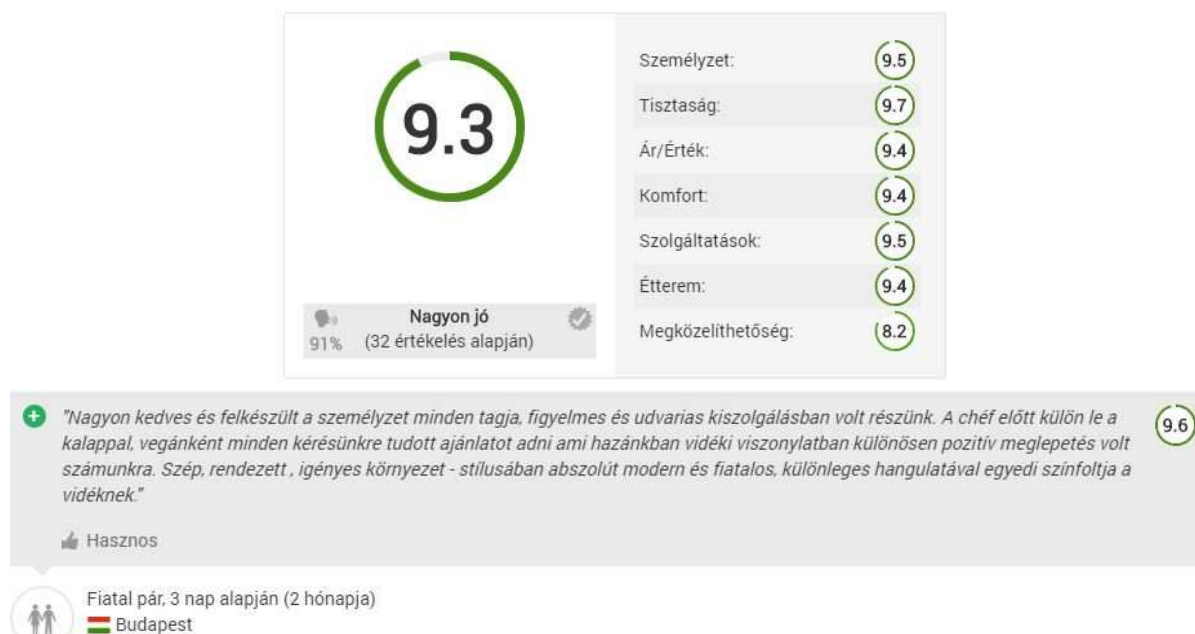 9.3
Nagyon jó
91%
(32 értékelés alapján)
Személyzet: 9.5
Tisztaság: 9.7
Ár/Érték: 9.4
Komfort: 9.4
Szolgáltatások: 9.5
Étterem: 9.4
Megközelíthetőség: 8.2
"Nagyon kedves és felkészült a személyzet minden tagja, figyelmes és udvarias kiszolgálásban volt részünk. A chéf előtt külön le a
kalappal, vegánként minden kérésünkre tudott ajánlatot adni ami hazánkban vidéki viszonylatban különösen pozitív meglepetés volt
számunkra. Szép, rendezett , igényes környezet - stílusában abszolút modern és fiatalos, különleges hangulatával egyedi színfoltja a
vidéknek."
9.6
Hasznos
Fiatal pár, 3 nap alapján (2 hónapja)
Budapest